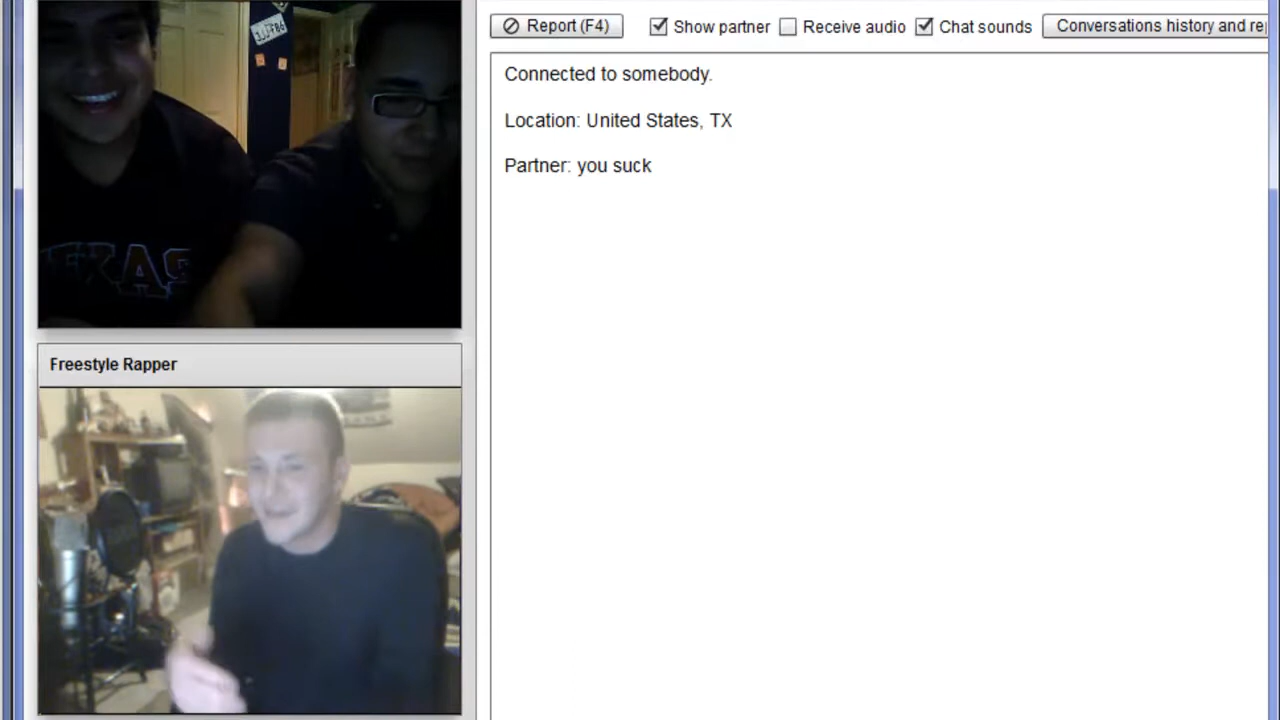 Report (F4)
Show partner
Receive audio
Chat sounds
Conversations history and re
Connected to somebody.
Location: United States, TX
Partner: you suck
TEXAS
Freestyle Rapper